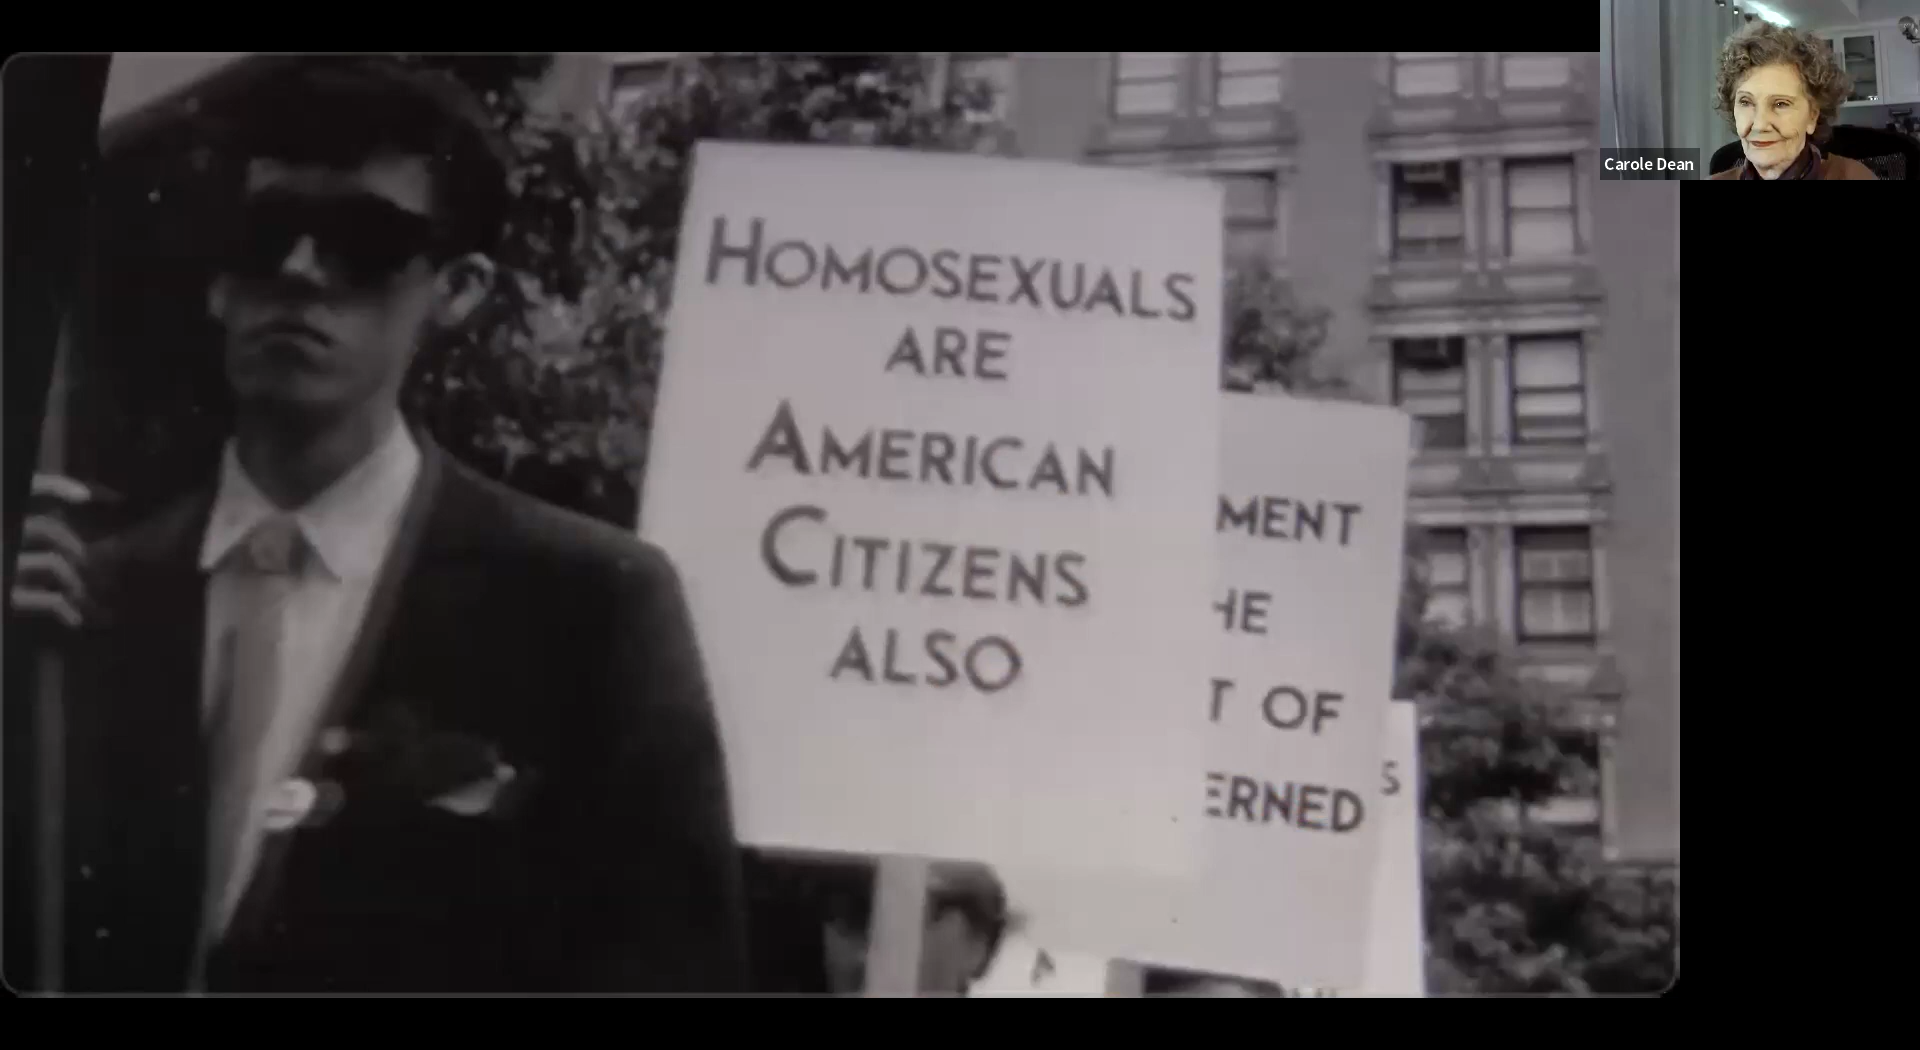 Carole Dean
HOMOSEXUALS
ARE
AMERICAN
CITIZENS
ALSO
MENT
HE
T OF
ERNED
S